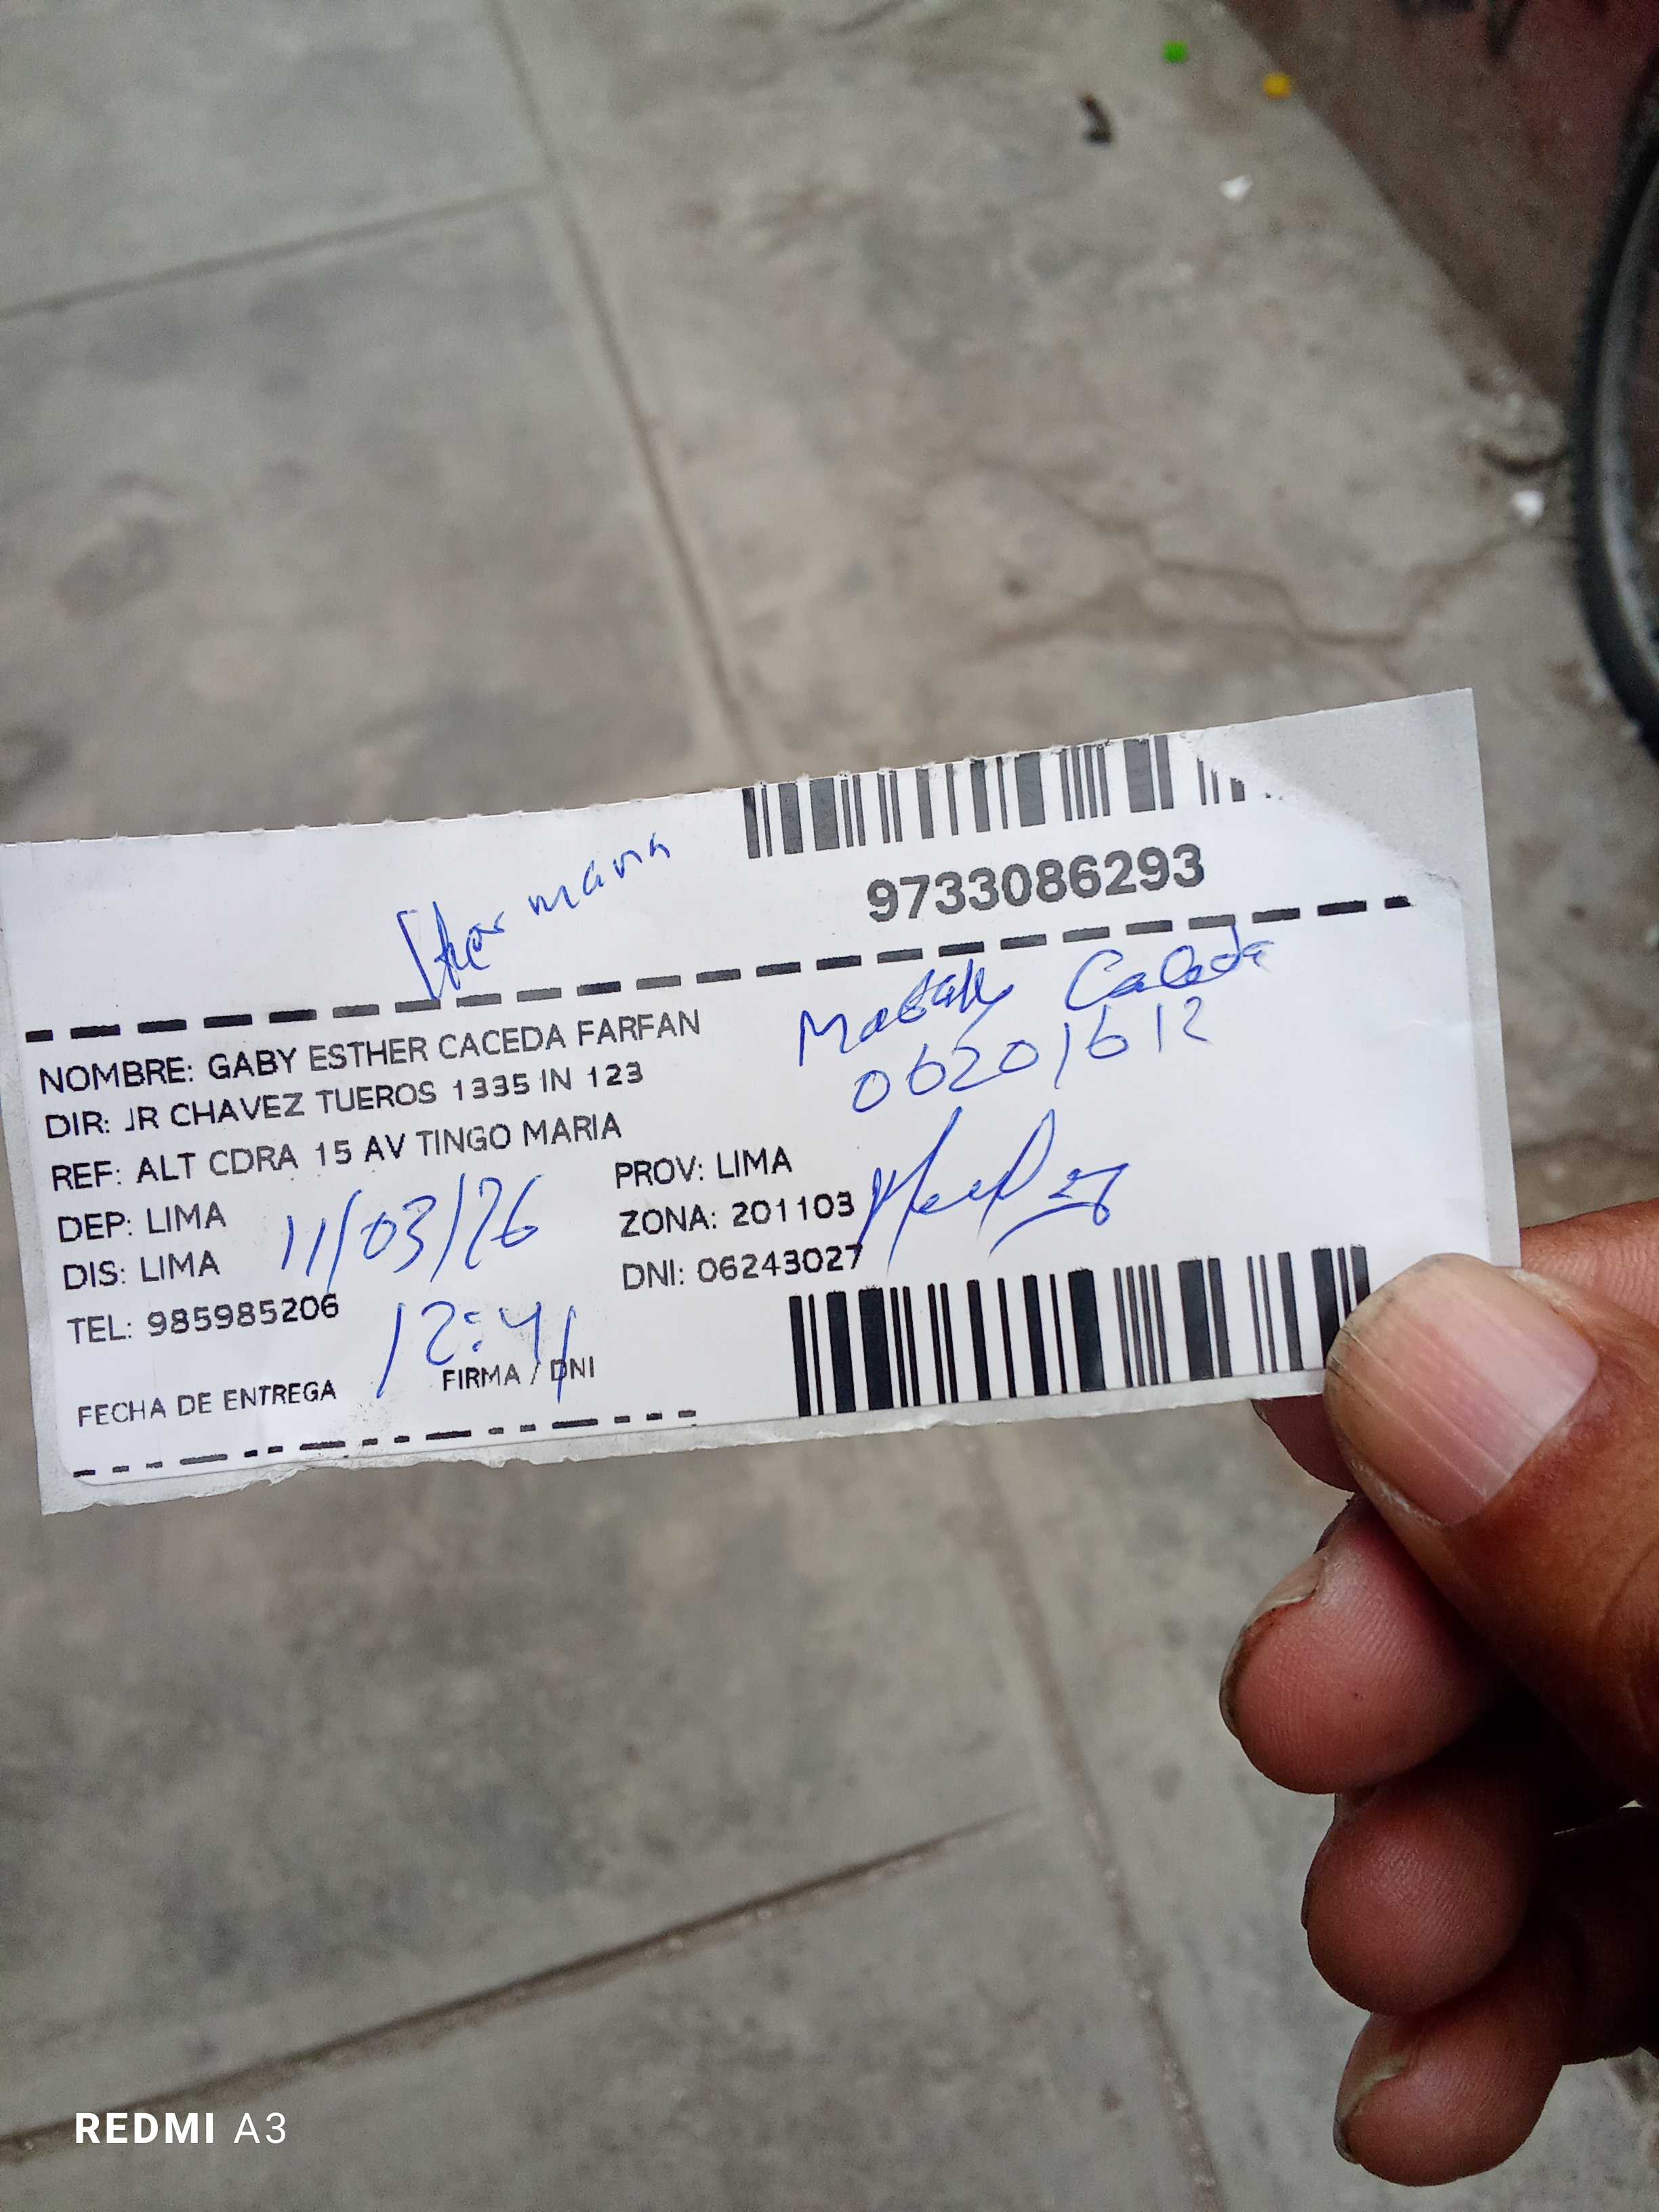 Hermana
9733086293
NOMBRE: GABY ESTHER CACEDA FARFAN
DIR: JR CHAVEZ TUEROS 1335 IN 123
REF: ALT CDRA 15 AV TINGO MARIA
DEP: LIMA
PROV: LIMA
DIS: LIMA
ZONA: 201103
TEL: 985985206
DNI: 06243027
Caceda
06201612
11/03/26
12:41
FECHA DE ENTREGA
FIRMA / DNI
REDMI A3